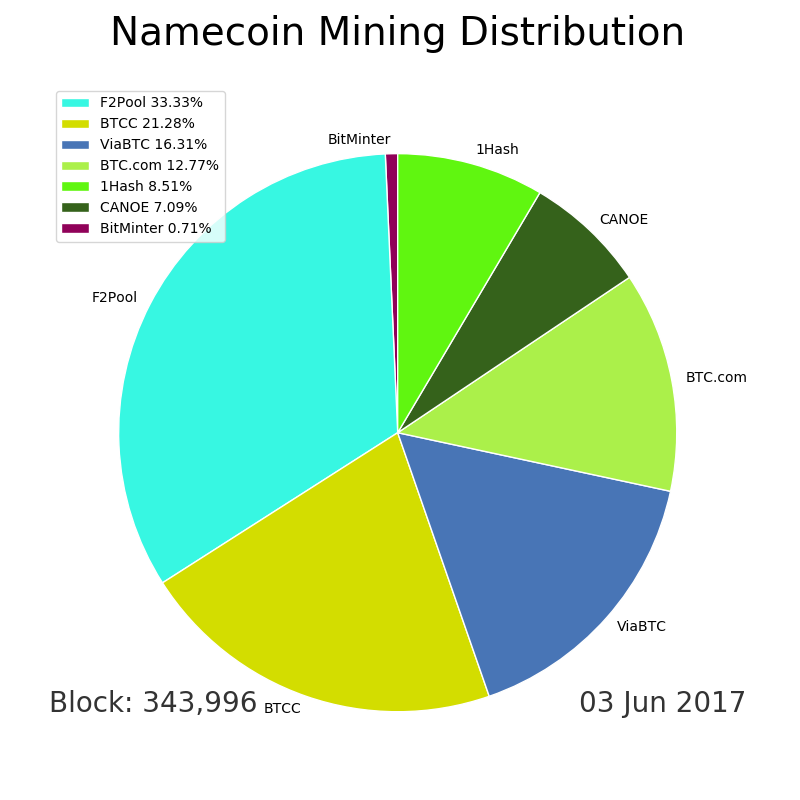 Namecoin Mining Distribution
F2Pool 33.33%
BTCC 21.28%
ViaBTC 16.31%
BTC.com 12.77%
1Hash 8.51%
CANOE 7.09%
BitMinter 0.71%
BitMinter
1Hash
CANOE
F2Pool
BTC.com
ViaBTC
BTCC
Block: 343,996
03 Jun 2017